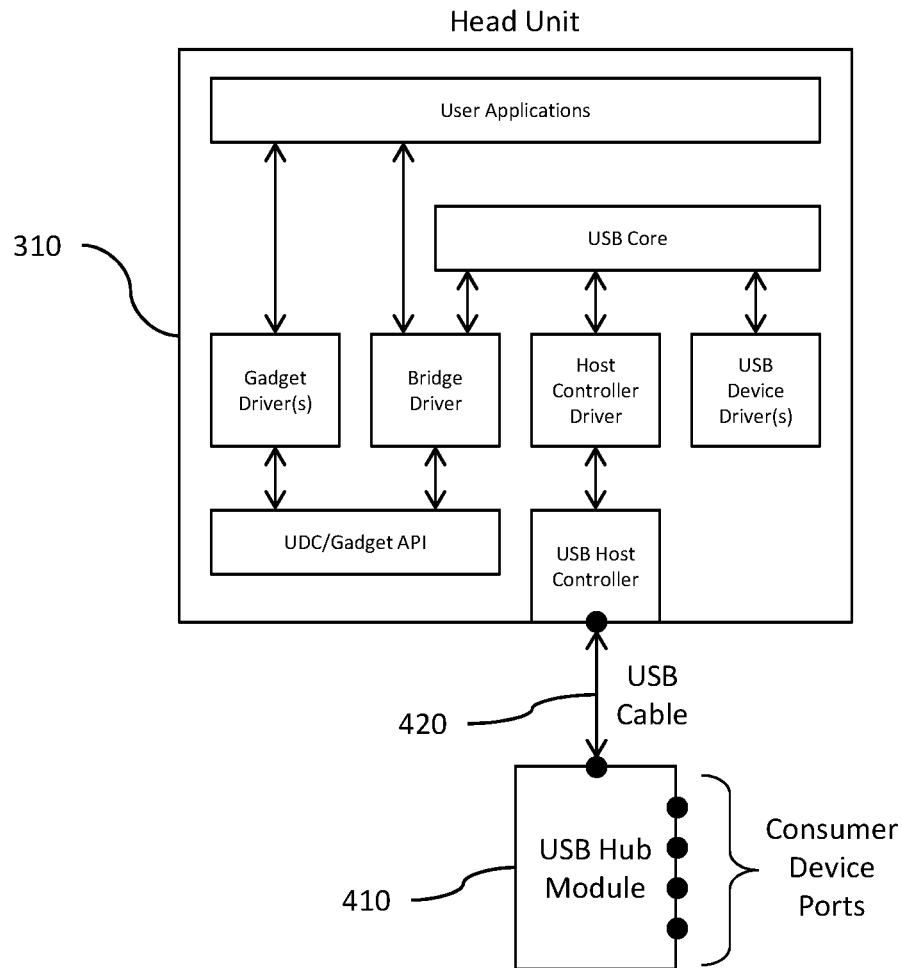 Head Unit
User Applications
310
USB Core
Gadget
Driver(s)
Bridge
Driver
Host
Controller
Driver
USB
Device
Driver(s)
UDC/Gadget API
USB Host
Controller
420
USB
Cable
410
USB Hub
Module
Consumer
Device
Ports